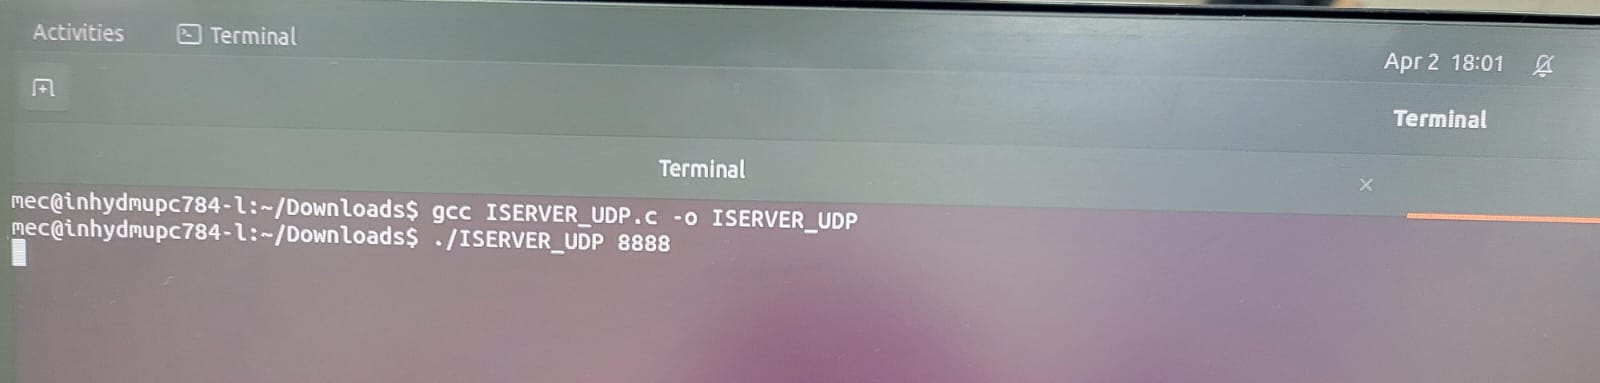 Activities Terminal
Apr 2 18:01
Terminal
Terminal
mec@inhydmupc784-l:~/Downloads$ gcc ISERVER_UDP.c -o ISERVER_UDP
mec@inhydmupc784-l:~/Downloads$ ./ISERVER_UDP 8888